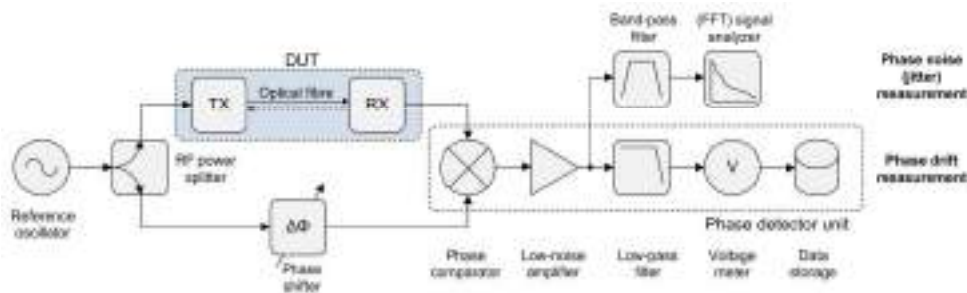 Band-pass
filter
(FFT) signal
analyzer
Phase noise
(jitter)
measurement
DUT
TX
Optical fibre
RX
RF power
splitter
Reference
oscillator
ΔΦ
Phase
shifter
V
Phase drift
measurement
Phase detector unit
Phase
comparator
Low-noise
amplifier
Low-pass
filter
Voltage
meter
Data
storage